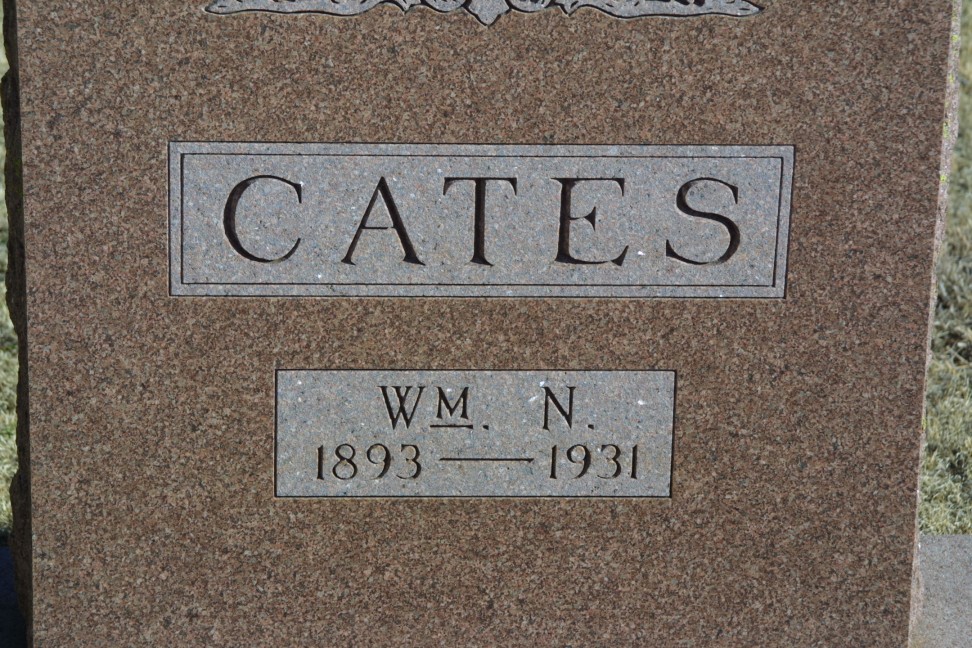 CATES
WM. N.
1893 — 1931